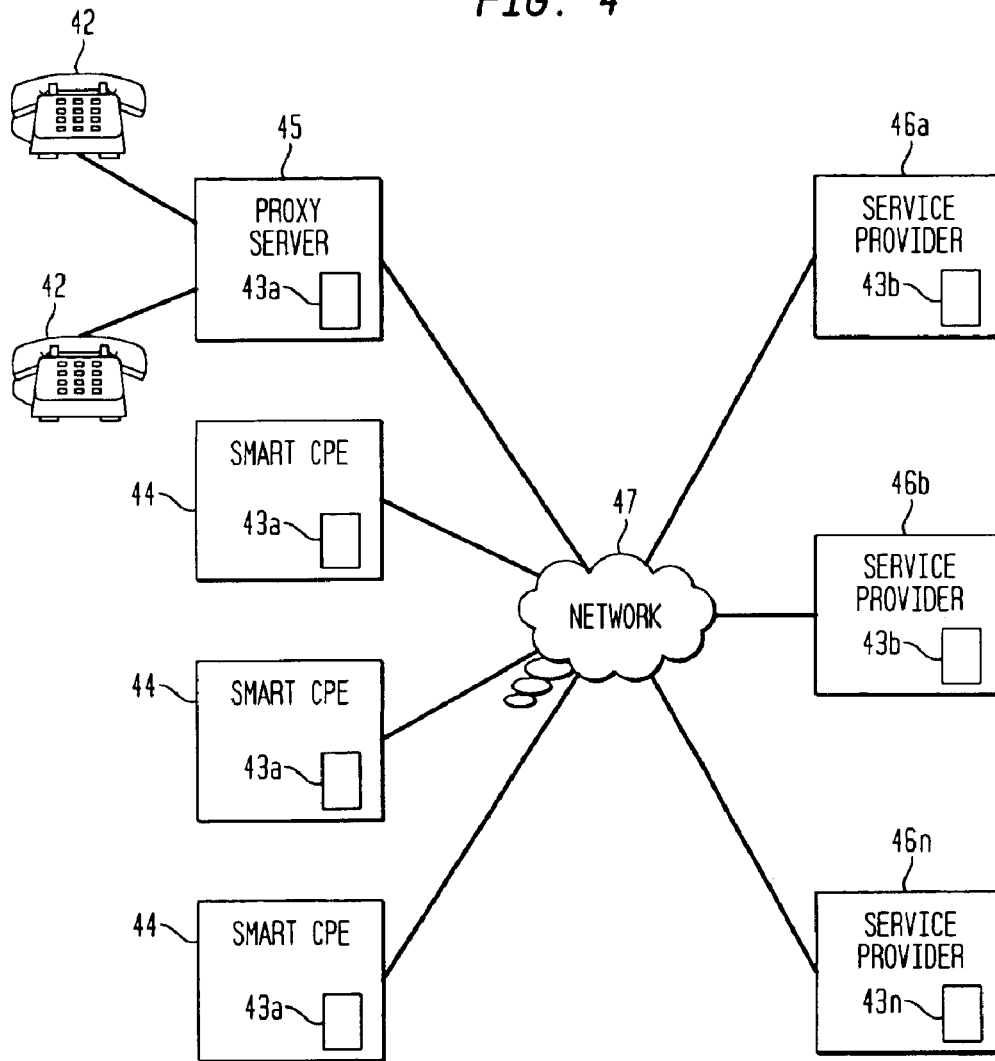 FIG. 4
42
45
PROXY
SERVER
43a
46a
SERVICE
PROVIDER
43b
42
SMART CPE
44
43a
47
NETWORK
46b
SERVICE
PROVIDER
43b
44
SMART CPE
43a
46n
SERVICE
PROVIDER
43n
44
SMART CPE
43a